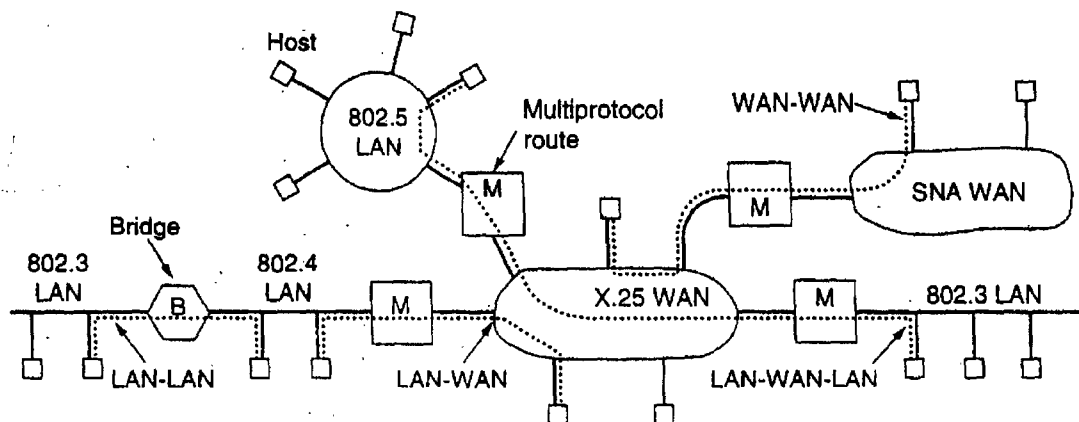 Host
802.5
LAN
Multiprotocol
route
M
WAN-WAN
M
SNA WAN
Bridge
802.3
LAN
B
802.4
LAN
M
X.25 WAN
M
802.3 LAN
LAN-LAN
LAN-WAN
LAN-WAN-LAN